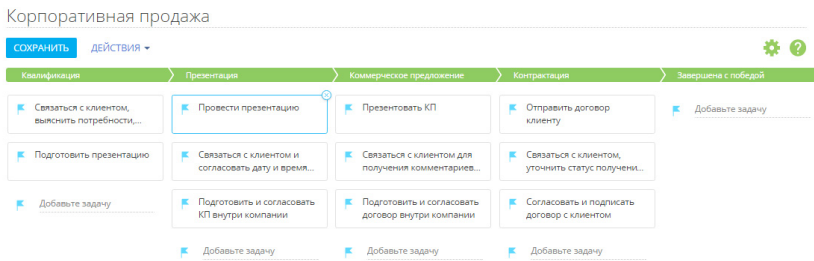 Корпоративная продажа
СОХРАНИТЬ ДЕЙСТВИЯ
Квалификация Презентация Коммерческое предложение Контрактация Завершена с победой
Связаться с клиентом,
выяснить потребности,...
Подготовить презентацию
Добавьте задачу
Провести презентацию
Связаться с клиентом и
согласовать дату и время...
Подготовить и согласовать
КП внутри компании
Добавьте задачу
Презентовать КП
Связаться с клиентом для
получения комментариев...
Подготовить и согласовать
договор внутри компании
Добавьте задачу
Отправить договор
клиенту
Связаться с клиентом,
уточнить статус получени...
Согласовать и подписать
договор с клиентом
Добавьте задачу
Добавьте задачу